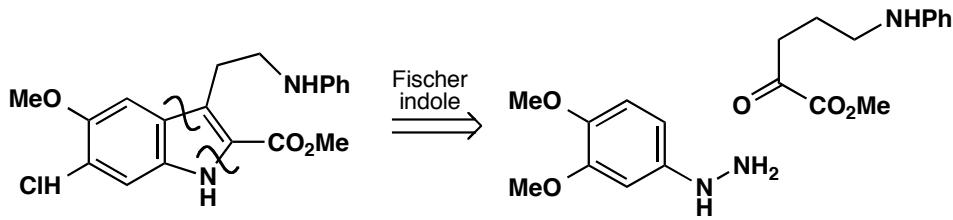 NHPh
MeO
CO2Me
N
H
ClH
Fischer
indole
NHPh
O
CO2Me
MeO
MeO
N
H
NH2